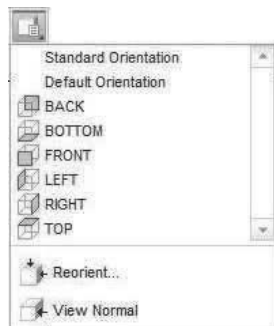 Standard Orientation
Default Orientation
BACK
BOTTOM
FRONT
LEFT
RIGHT
TOP
Reorient...
View Normal